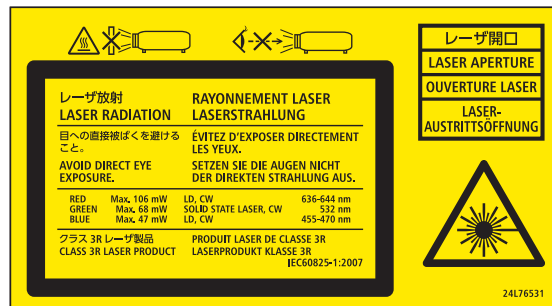 レーザ放射
LASER RADIATION
RAYONNEMENT LASER
LASERSTRAHLUNG
目への直接被ばくを避ける
こと。
ÉVITEZ D'EXPOSER DIRECTEMENT
LES YEUX.
AVOID DIRECT EYE
EXPOSURE.
SETZEN SIE DIE AUGEN NICHT
DER DIREKTEN STRAHLUNG AUS.
RED Max. 106 mW LD, CW 636-644 nm
GREEN Max. 68 mW SOLID STATE LASER, CW 532 nm
BLUE Max. 47 mW LD, CW 455-470 nm
クラス 3R レーザ製品
CLASS 3R LASER PRODUCT
PRODUIT LASER DE CLASSE 3R
LASERPRODUKT KLASSE 3R
IEC60825-1:2007
レーザ開口
LASER APERTURE
OUVERTURE LASER
LASER-
AUSTRITTSÖFFNUNG
24L76531